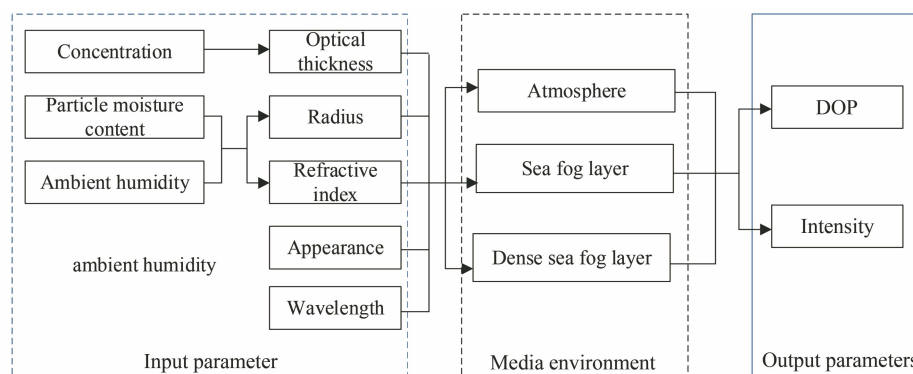 Concentration
Optical
thickness
Particle moisture
content
Radius
Ambient humidity
Refractive
index
ambient humidity
Appearance
Wavelength
Input parameter
Atmosphere
Sea fog layer
Dense sea fog layer
Media environment
DOP
Intensity
Output parameters